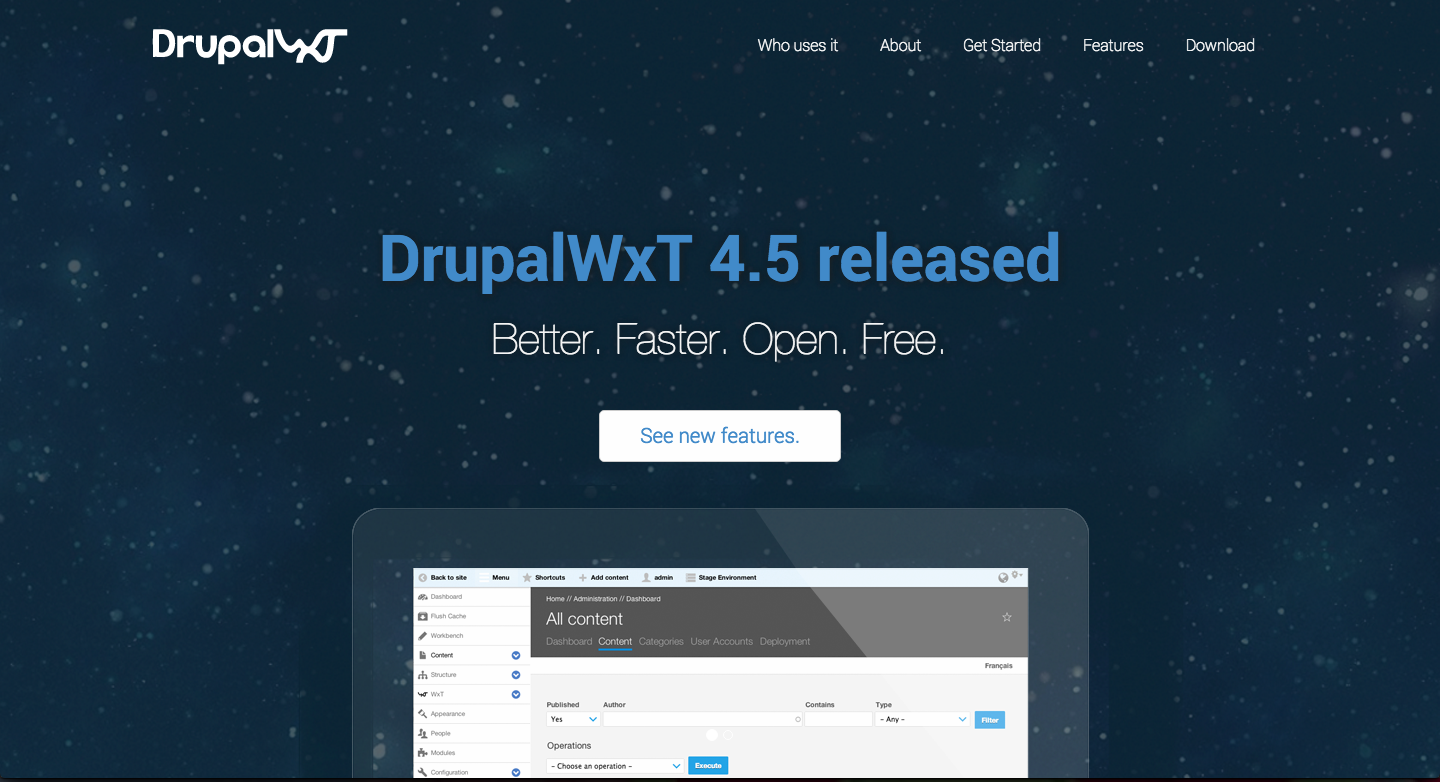 DrupalWxT
Who uses it About Get Started Features Download
DrupalWxT 4.5 released
Better. Faster. Open. Free.
See new features.
Back to site Menu Shortcuts Add content admin Stage Environment
Dashboard
Flush Cache
Workbench
Content
Structure
WxT
Appearance
People
Modules
Configuration
Home // Administration // Dashboard
All content
Dashboard Content Categories User Accounts Deployment
Français
Published Author Contains Type
Yes - Any - Filter
Operations
- Choose an operation - Execute